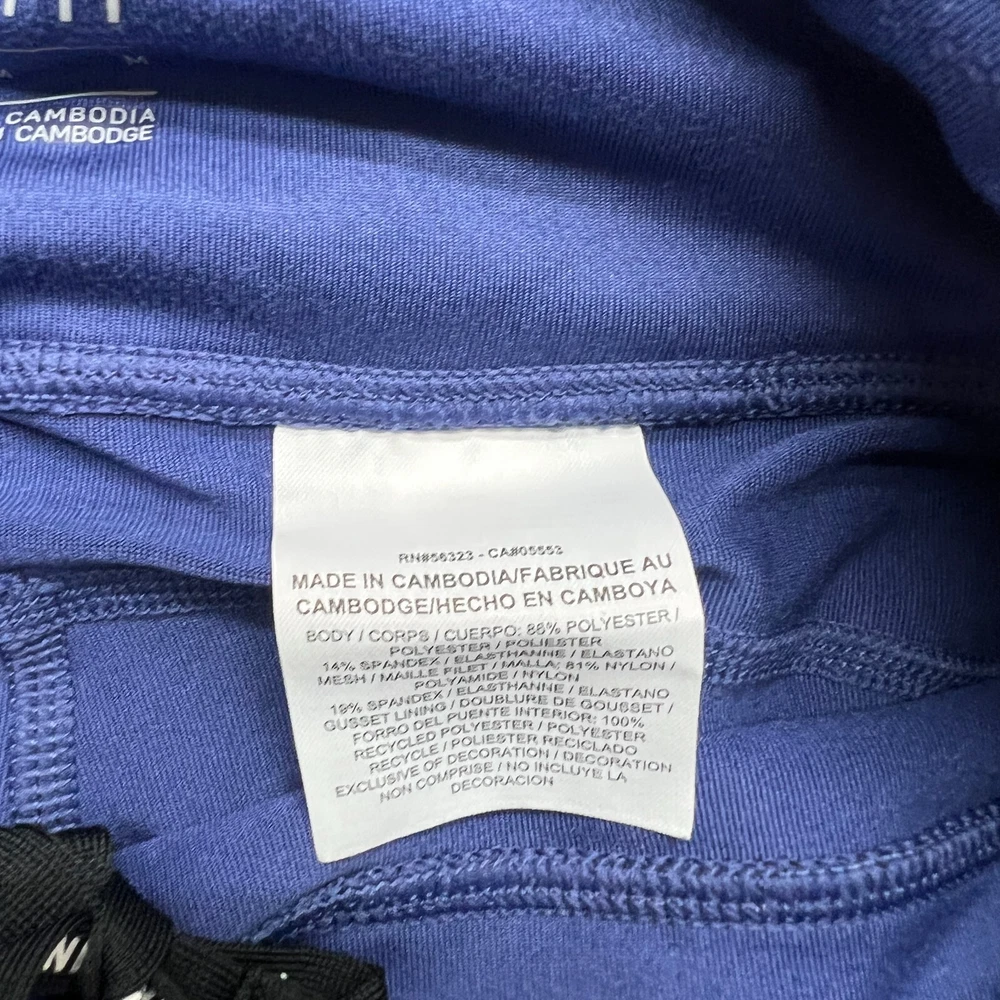 CAMBODIA
CAMBODGE
RN#56323 - CA#05553
MADE IN CAMBODIA/FABRIQUE AU
CAMBODGE/HECHO EN CAMBOYA
BODY / CORPS / CUERPO: 86% POLYESTER /
POLYESTER / POLIESTER
14% SPANDEX / ELASTHANNE / ELASTANO
MESH / MAILLE FILET / MALLA: 81% NYLON /
POLYAMIDE / NYLON
19% SPANDEX / ELASTHANNE / ELASTANO
GUSSET LINING / DOUBLURE DE GOUSSET /
FORRO DEL PUENTE INTERIOR: 100%
RECYCLED POLYESTER / POLYESTER
RECYCLE / POLIESTER RECICLADO
EXCLUSIVE OF DECORATION / DECORATION
NON COMPRISE / NO INCLUYE LA
DECORACION